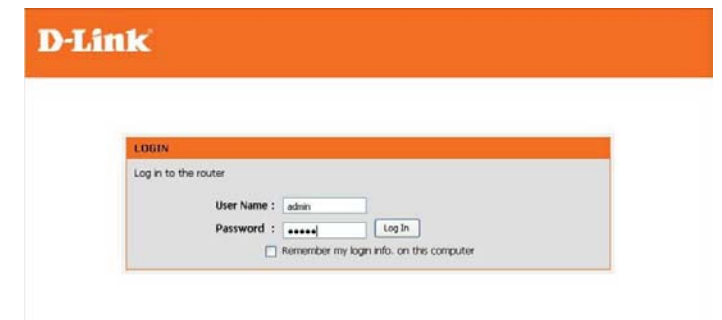 D-Link
LOGIN
Log in to the router
User Name : admin
Password : ●●●●● Log In
Remember my login info. on this computer